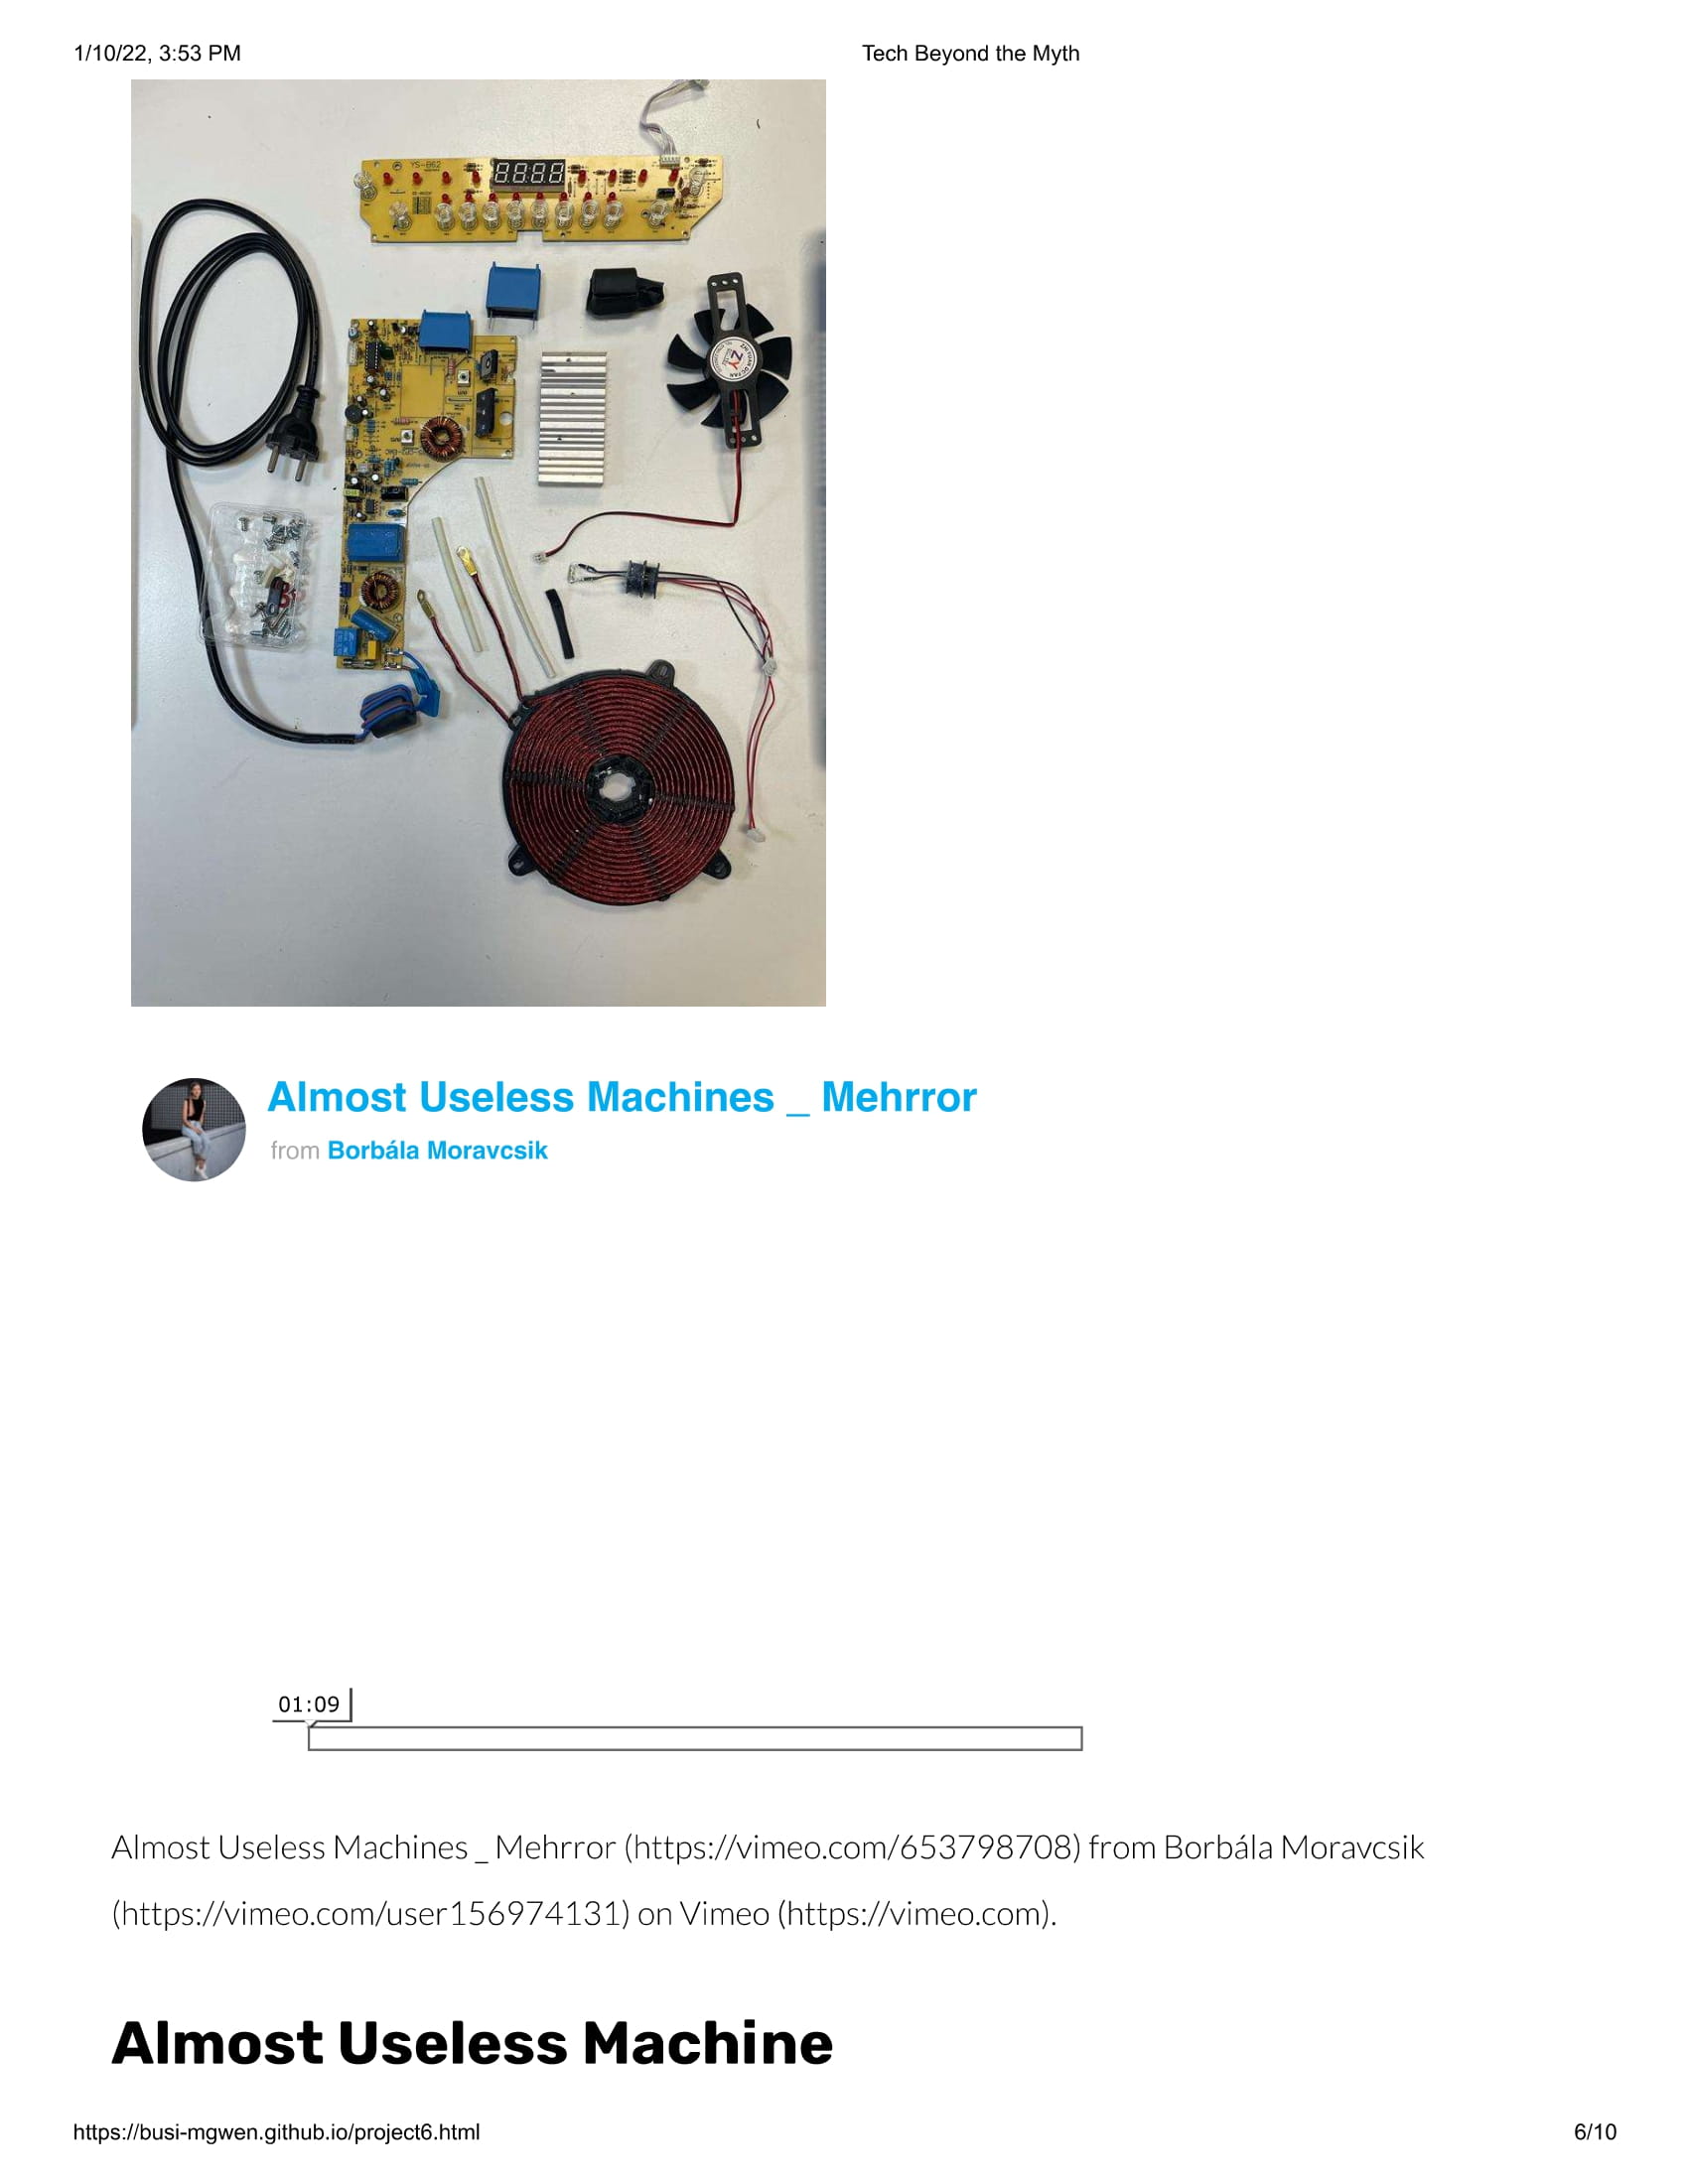 1/10/22, 3:53 PM
Tech Beyond the Myth
YS-B62
ZY
Almost Useless Machines _ Mehrror
from Borbála Moravcsik
01:09
Almost Useless Machines _ Mehrror (https://vimeo.com/653798708) from Borbála Moravcsik
(https://vimeo.com/user156974131) on Vimeo (https://vimeo.com).
Almost Useless Machine
https://busi-mgwen.github.io/project6.html
6/10